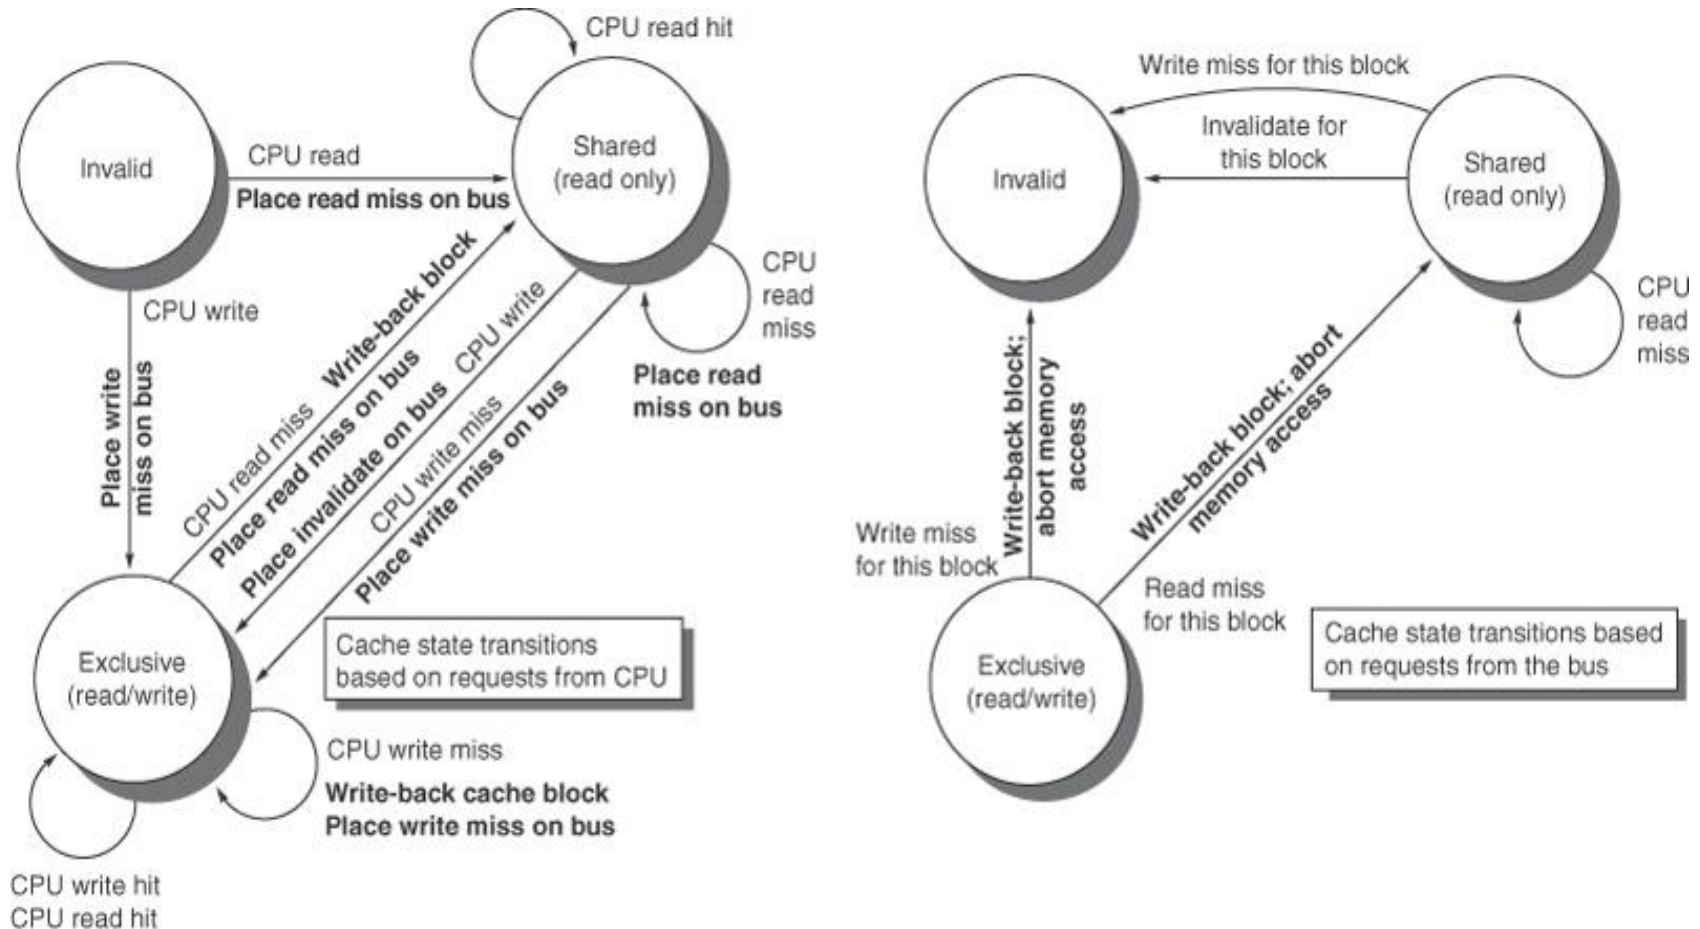 CPU read hit
Invalid
CPU read
Place read miss on bus
Shared
(read only)
CPU write
Place write
miss on bus
CPU read miss
Write-back block
Place read miss on bus
Place invalidate on bus
CPU write
CPU write miss
Place write miss on bus
CPU
read
miss
Place read
miss on bus
Exclusive
(read/write)
Cache state transitions
based on requests from CPU
CPU write miss
Write-back cache block
Place write miss on bus
CPU write hit
CPU read hit
Write miss for this block
Invalidate for
this block
Invalid
Shared
(read only)
CPU
read
miss
Write-back block;
abort memory
access
Write-back block; abort
memory access
Write miss
for this block
Read miss
for this block
Exclusive
(read/write)
Cache state transitions based
on requests from the bus